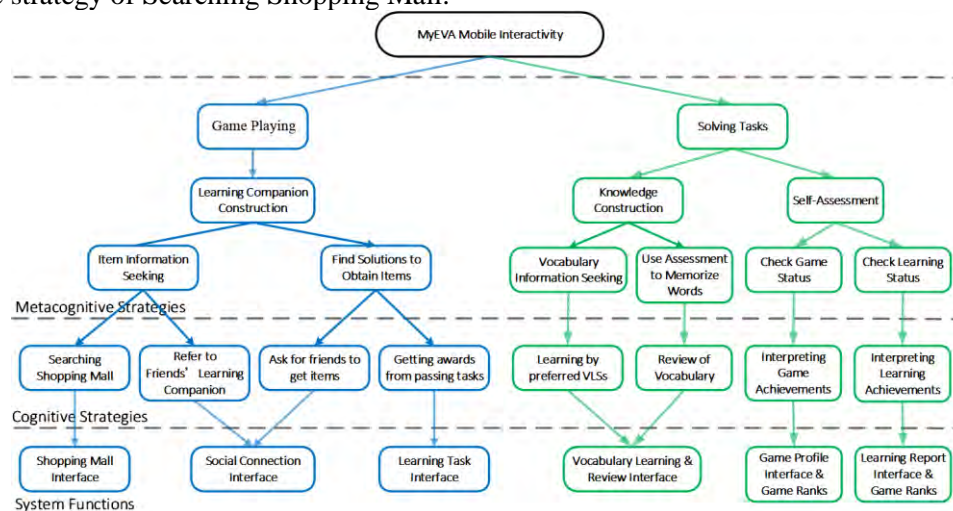 strategy of Searching Shopping Mall.
MyEVA Mobile Interactivity
Game Playing
Solving Tasks
Learning Companion
Construction
Knowledge
Construction
Self-Assessment
Item Information
Seeking
Find Solutions to
Obtain Items
Vocabulary
Information Seeking
Use Assessment
to Memorize
Words
Check Game
Status
Check Learning
Status
Metacognitive Strategies
Searching
Shopping Mall
Refer to
Friends' Learning
Companion
Ask for friends to
get items
Getting awards
from passing tasks
Learning by
preferred VLSs
Review of
Vocabulary
Interpreting
Game
Achievements
Interpreting
Learning
Achievements
Cognitive Strategies
Shopping Mall
Interface
Social Connection
Interface
Learning Task
Interface
Vocabulary Learning &
Review Interface
Game Profile
Interface &
Game Ranks
Learning Report
Interface &
Game Ranks
System Functions